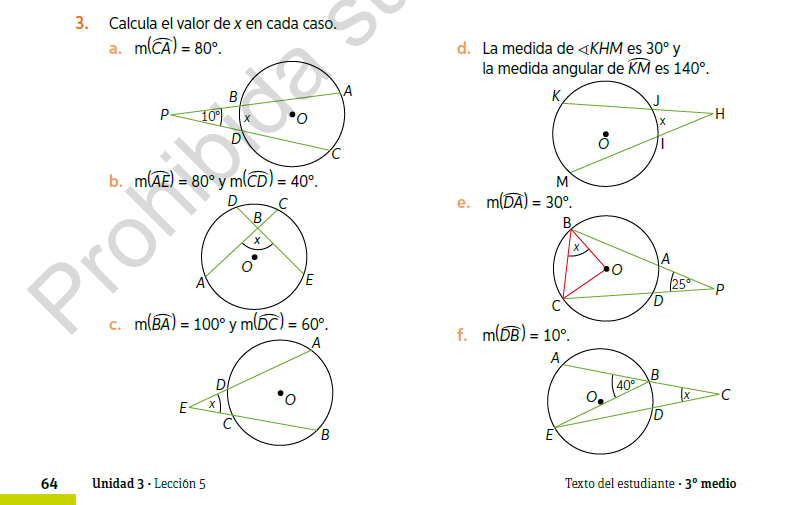 3. Calcula el valor de x en cada caso.
a. m(CA) = 80°.
P 10° B x D O A C
b. m(AE) = 80° y m(CD) = 40°.
D C B x O A E
c. m(BA) = 100° y m(DC) = 60°.
A D E x C O B
d. La medida de ∢KHM es 30° y
la medida angular de KM es 140°.
K J H x O I M
e. m(DA) = 30°.
B x O A 25° P C D
f. m(DB) = 10°.
A 40° B x C O D E
64 Unidad 3 · Lección 5
Texto del estudiante · 3° medio
Prohibida su